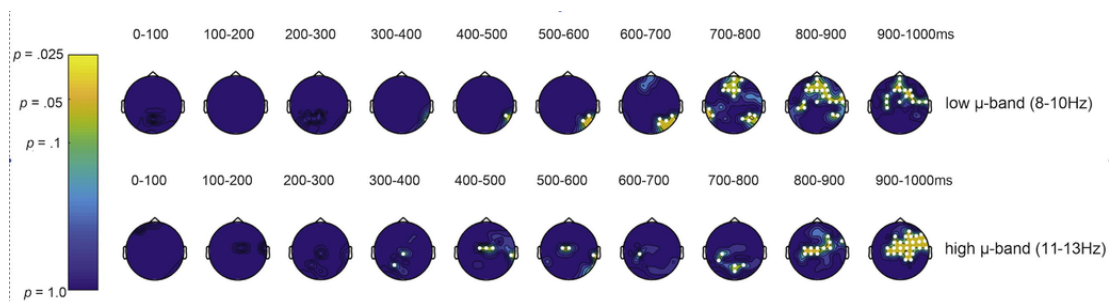 0-100 100-200 200-300 300-400 400-500 500-600 600-700 700-800 800-900 900-1000ms
p = .025
p = .05
low μ-band (8-10Hz)
p = .1
0-100 100-200 200-300 300-400 400-500 500-600 600-700 700-800 800-900 900-1000ms
high μ-band (11-13Hz)
p = 1.0